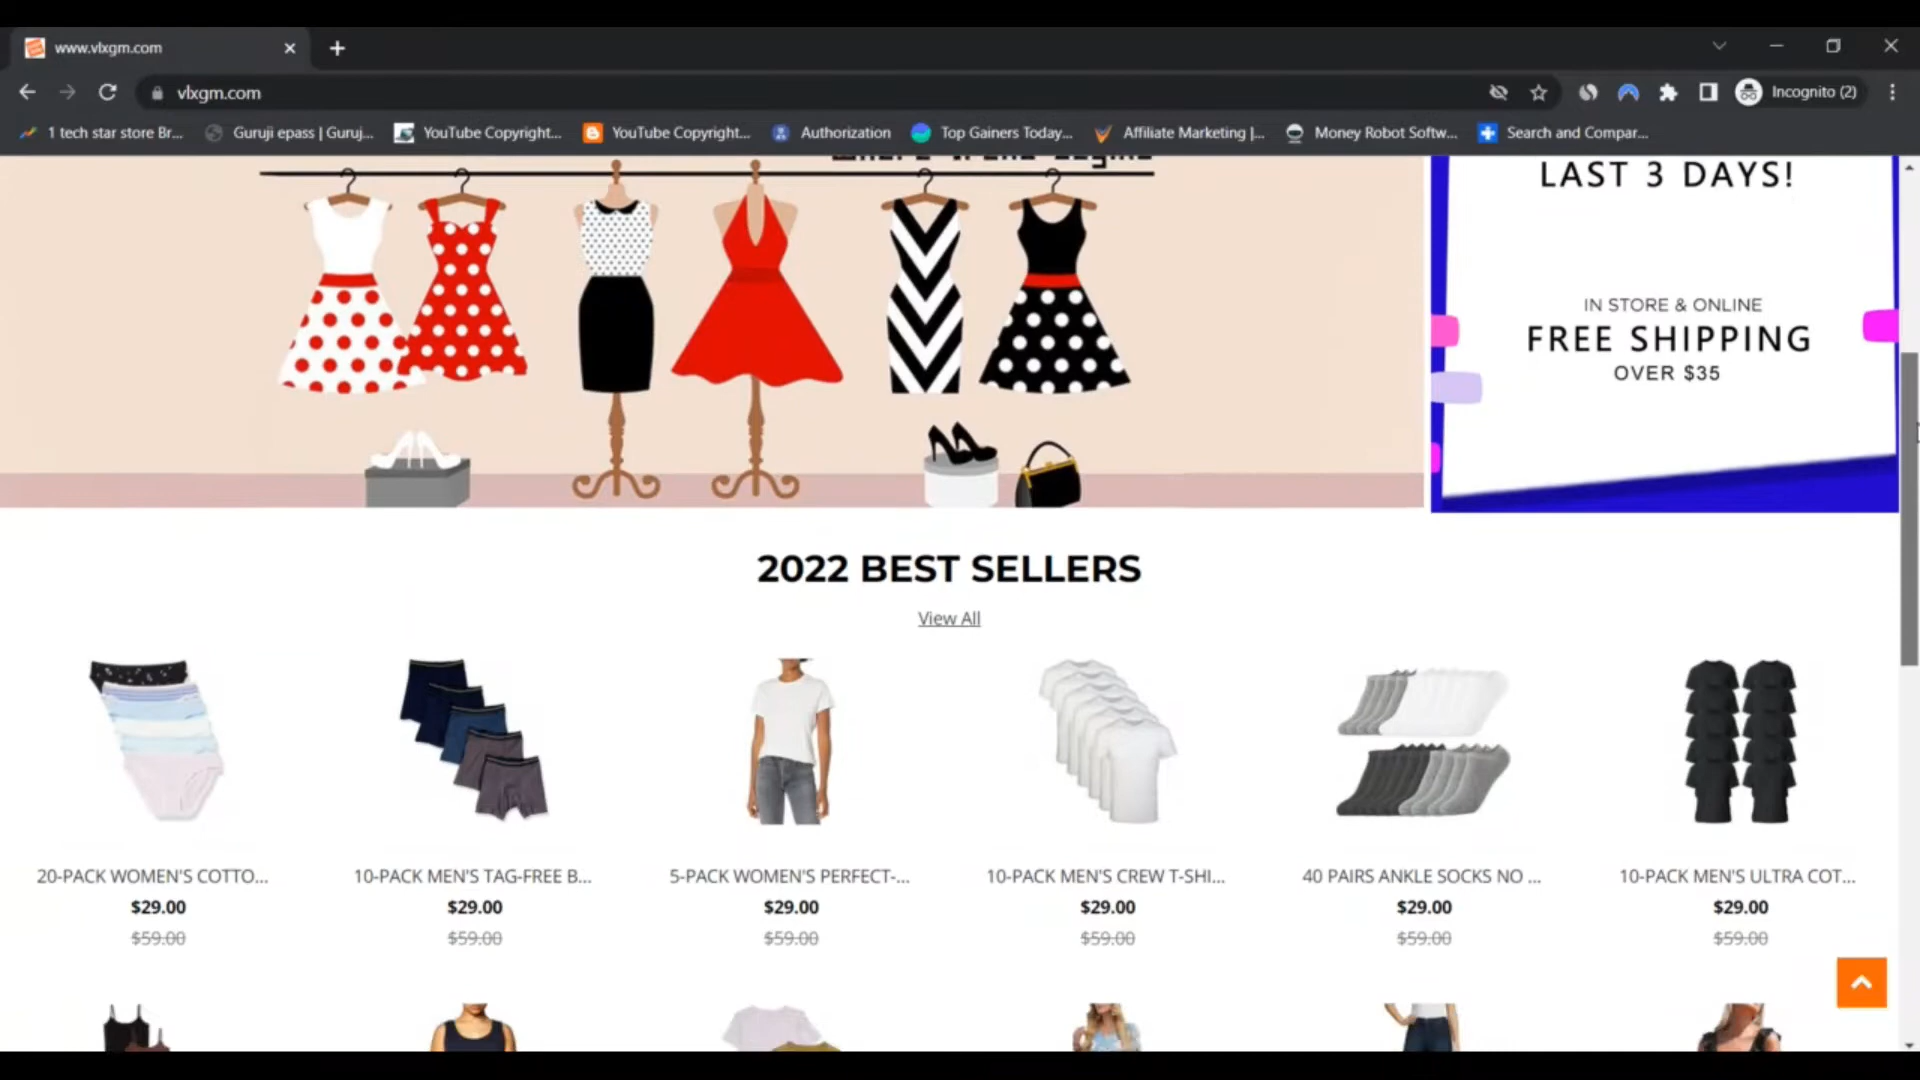 www.vlxgm.com
vlxgm.com
Incognito (2)
1 tech star store Br...
Guruji epass | Guruj...
YouTube Copyright...
YouTube Copyright...
Authorization
Top Gainers Today...
Affiliate Marketing |...
Money Robot Softw...
Search and Compar...
LAST 3 DAYS!
IN STORE & ONLINE
FREE SHIPPING
OVER $35
2022 BEST SELLERS
View All
20-PACK WOMEN'S COTTO...
$29.00
$59.00
10-PACK MEN'S TAG-FREE B...
$29.00
$59.00
5-PACK WOMEN'S PERFECT-...
$29.00
$59.00
10-PACK MEN'S CREW T-SHI...
$29.00
$59.00
40 PAIRS ANKLE SOCKS NO ...
$29.00
$59.00
10-PACK MEN'S ULTRA COT...
$29.00
$59.00